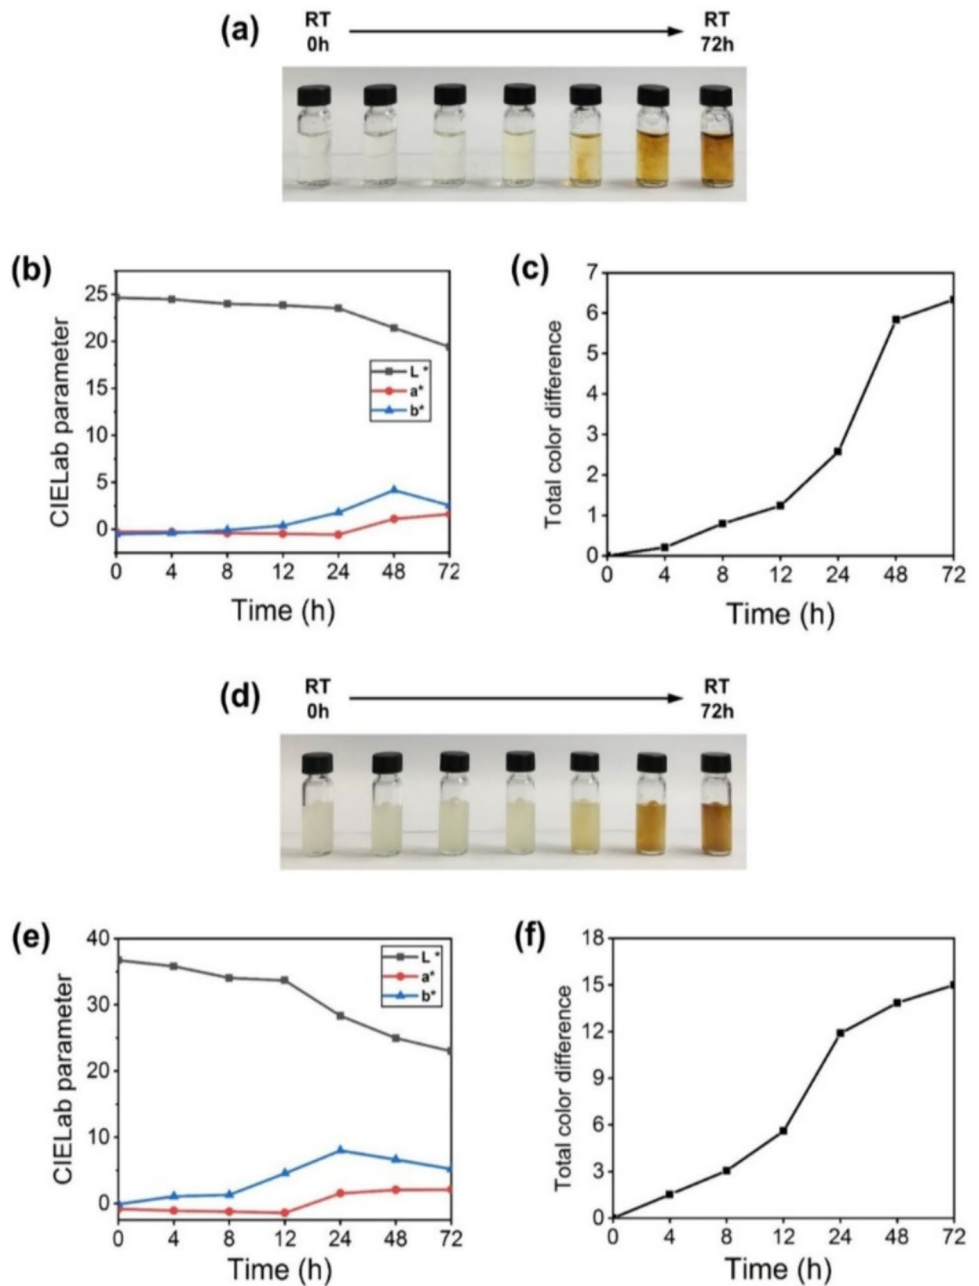 (a)
RT
0h
RT
72h
(b)
CIELab parameter
25
20
15
10
5
0
L *
a*
b*
0 4 8 12 24 48 72
Time (h)
(c)
Total color difference
7
6
5
4
3
2
1
0
0 4 8 12 24 48 72
Time (h)
(d)
RT
0h
RT
72h
(e)
CIELab parameter
40
30
20
10
0
L *
a*
b*
0 4 8 12 24 48 72
Time (h)
(f)
Total color difference
18
15
12
9
6
3
0
0 4 8 12 24 48 72
Time (h)